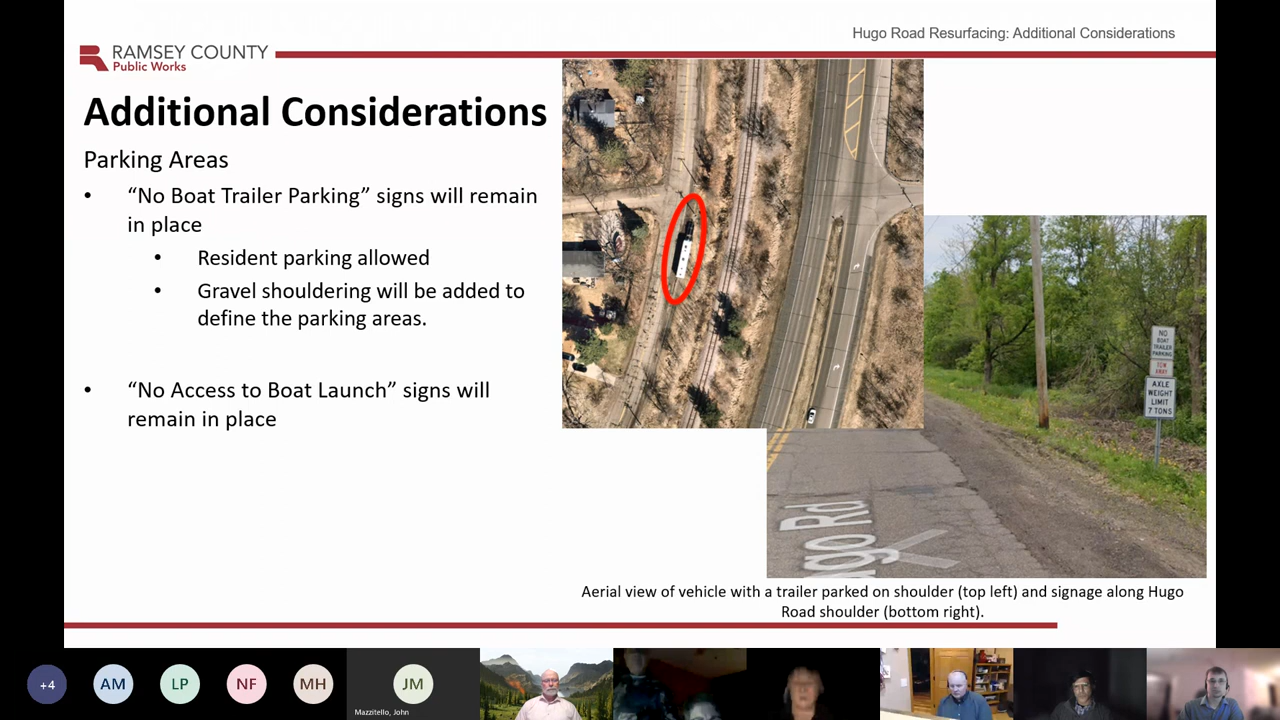 Hugo Road Resurfacing: Additional Considerations
RAMSEY COUNTY
Public Works
Additional Considerations
Parking Areas
• “No Boat Trailer Parking” signs will remain
in place
• Resident parking allowed
• Gravel shouldering will be added to
define the parking areas.
• “No Access to Boat Launch” signs will
remain in place
NO
BOAT
TRAILER
PARKING
TOW
AWAY
AXLE
WEIGHT
LIMIT
7 TONS
ugo Rd
Aerial view of vehicle with a trailer parked on shoulder (top left) and signage along Hugo
Road shoulder (bottom right).
+4
AM
LP
NF
MH
JM
Mazzitello, John